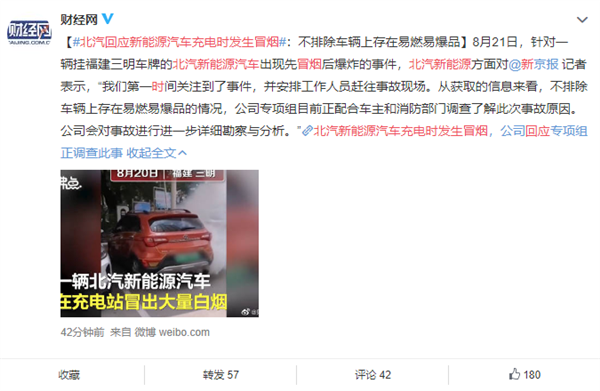 财经网
AIJING.COM.C
财经网
【#北汽回应新能源汽车充电时发生冒烟#：不排除车辆上存在易燃易爆品】8月21日，针对一
辆挂福建三明车牌的北汽新能源汽车出现先冒烟后爆炸的事件，北汽新能源方面对@新京报 记者
表示，“我们第一时间关注到了事件，并安排工作人员赶往事故现场。从获取的信息来看，不排除
车辆上存在易燃易爆品的情况，公司专项组目前正配合车主和消防部门调查了解此次事故原因。
公司会对事故进行进一步详细勘察与分析。”北汽新能源汽车充电时发生冒烟，公司回应专项组
正调查此事 收起全文
8月20日 福建 三明
一辆北汽新能源汽车
在充电站冒出大量白烟
42分钟前 来自 微博 weibo.com
收藏
转发 57
评论 42
180